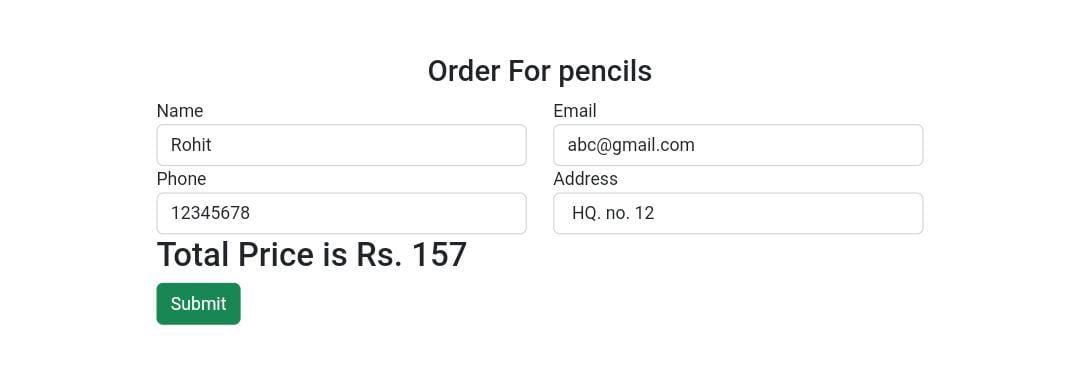 Order For pencils
Name Email
Rohit abc@gmail.com
Phone Address
12345678 HQ. no. 12
Total Price is Rs. 157
Submit